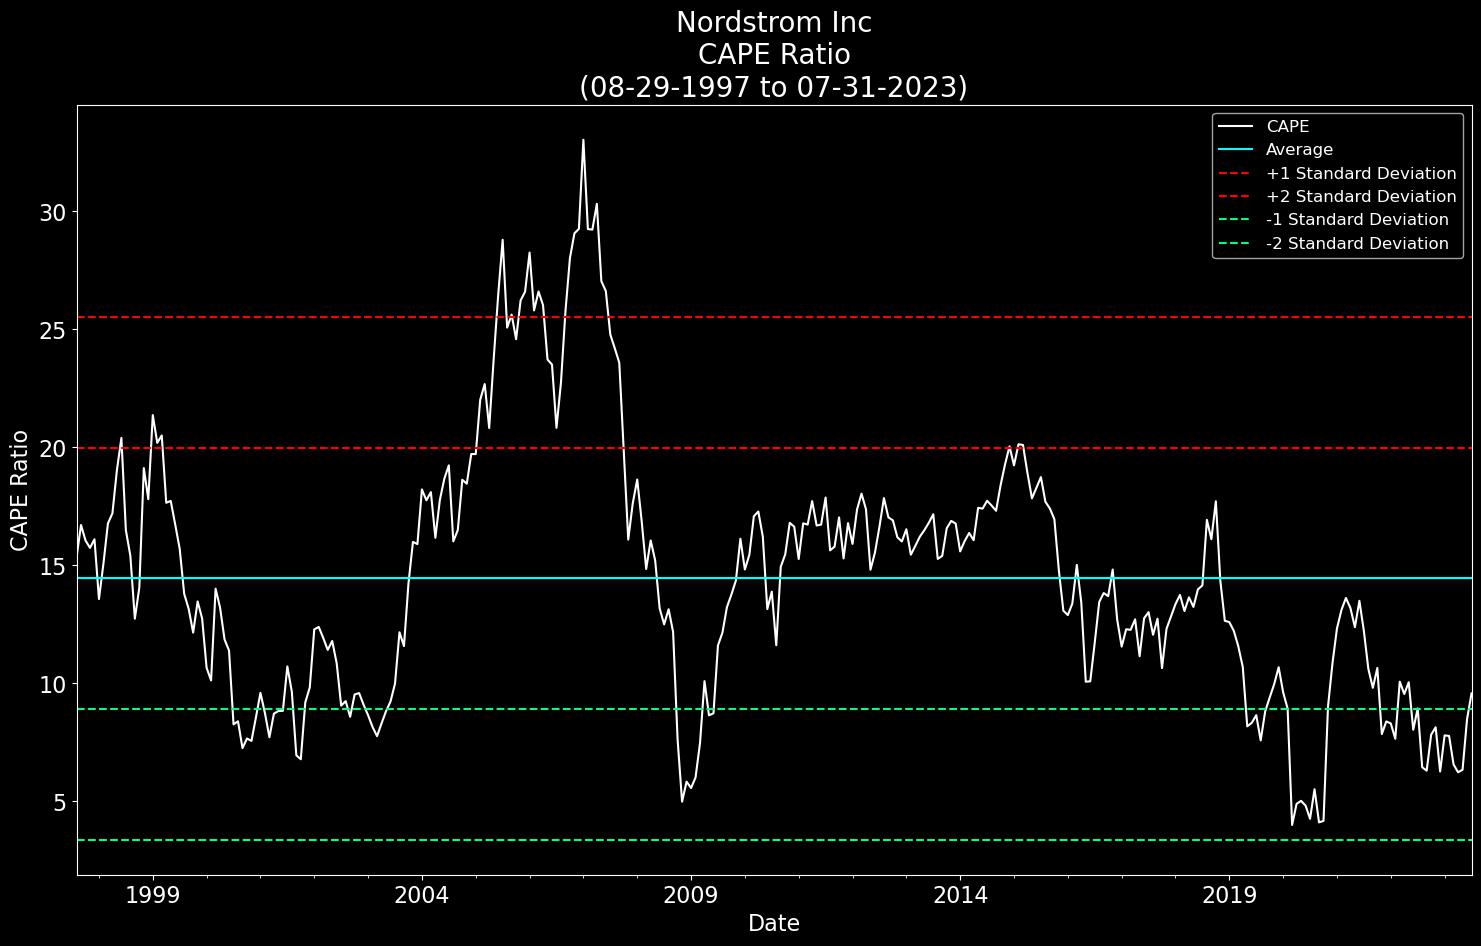 Nordstrom Inc
CAPE Ratio
(08-29-1997 to 07-31-2023)
CAPE
Average
+1 Standard Deviation
+2 Standard Deviation
-1 Standard Deviation
-2 Standard Deviation
CAPE Ratio
30
25
20
15
10
5
1999 2004 2009 2014 2019
Date